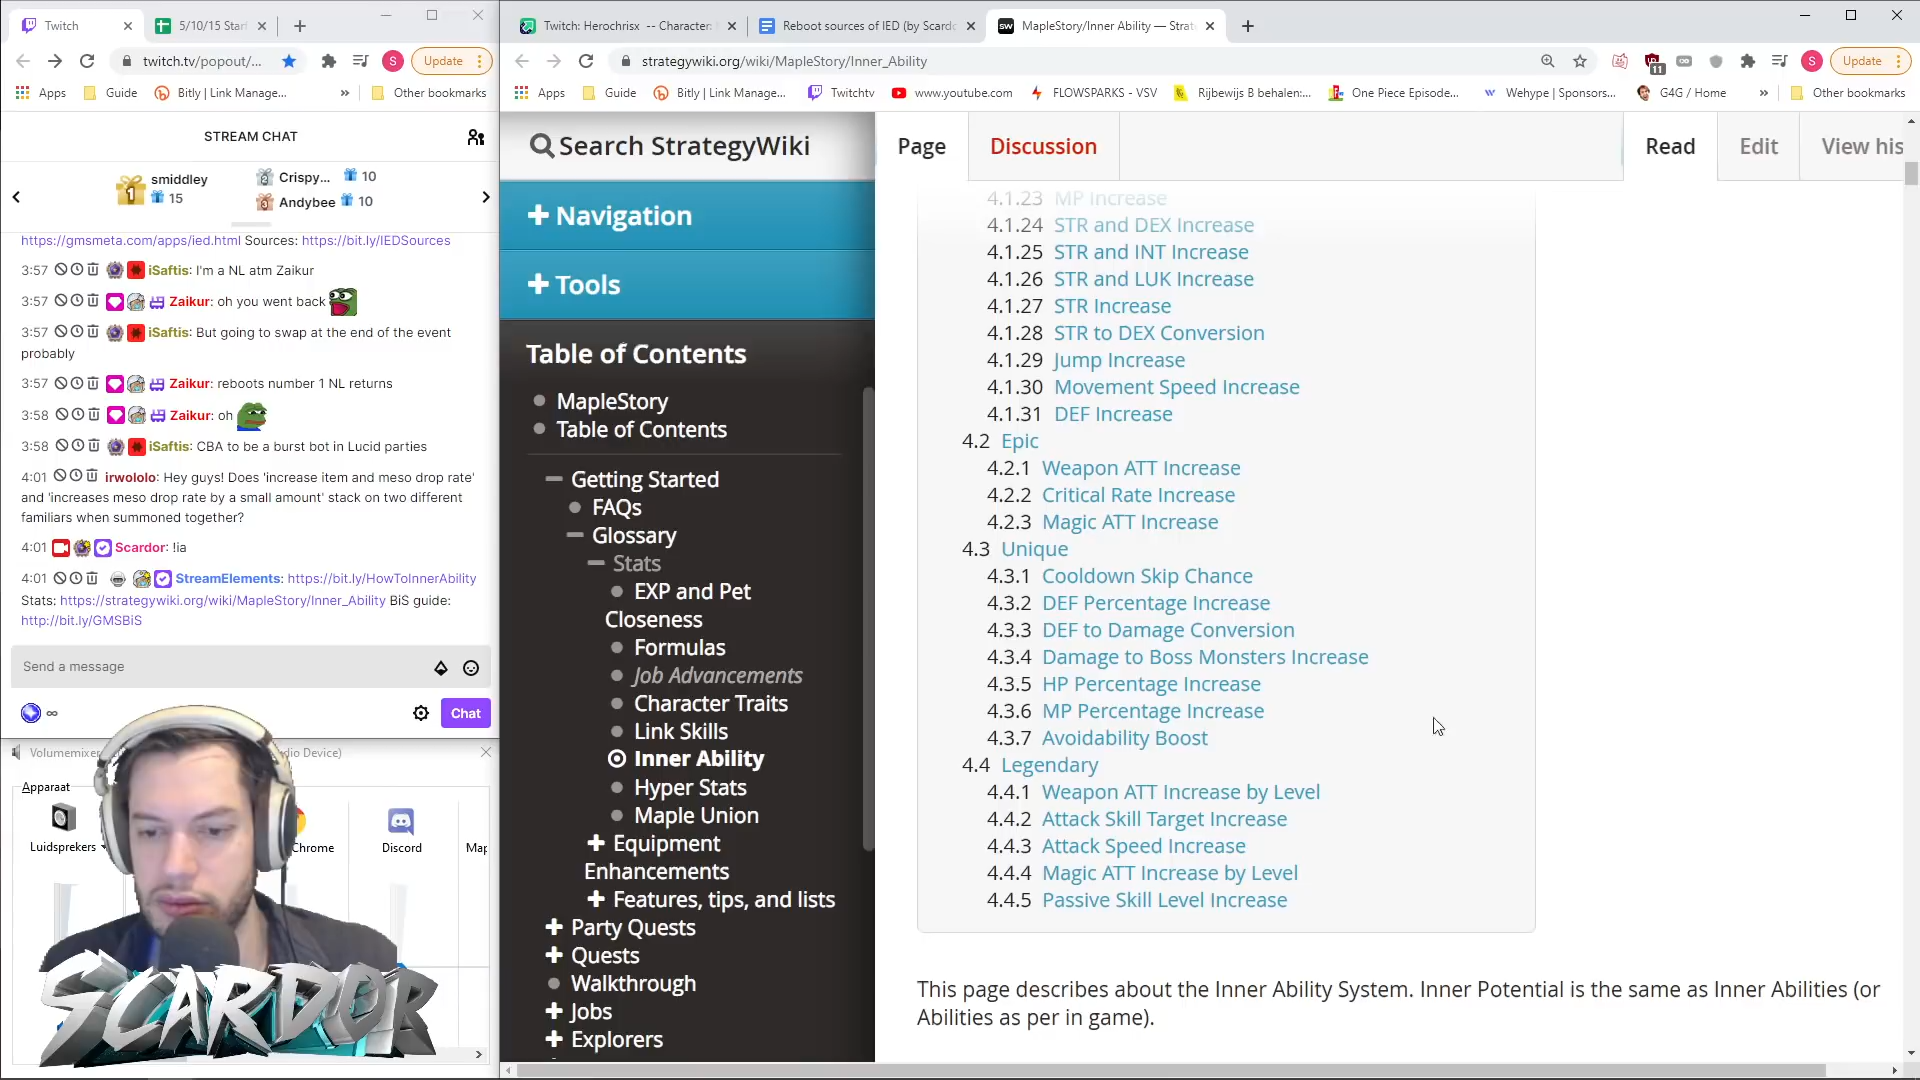 Twitch
5/10/15 Star
twitch.tv/popout/...
S
Update
Apps
Guide
Bitly | Link Manage...
»
Other bookmarks
STREAM CHAT
1
smiddley
15
Crispy...
10
Andybee
10
https://gmsmeta.com/apps/ied.html Sources: https://bit.ly/IEDSources
3:57 iSaftis: I'm a NL atm Zaikur
3:57 Zaikur: oh you went back
3:57 iSaftis: But going to swap at the end of the event
probably
3:57 Zaikur: reboots number 1 NL returns
3:58 Zaikur: oh
3:58 iSaftis: CBA to be a burst bot in Lucid parties
4:01 irwololo: Hey guys! Does 'increase item and meso drop rate'
and 'increases meso drop rate by a small amount' stack on two different
familiars when summoned together?
4:01 Scardor: !ia
4:01 StreamElements: https://bit.ly/HowToInnerAbility
Stats: https://strategywiki.org/wiki/MapleStory/Inner_Ability BiS guide:
http://bit.ly/GMSBiS
Send a message
∞
Chat
Volumemixer
dio Device)
Apparaat
Luidsprekers
Chrome
Discord
Map
SCARDOR
Twitch: Herochrisx -- Character:
Reboot sources of IED (by Scardo
MapleStory/Inner Ability — Strat
strategywiki.org/wiki/MapleStory/Inner_Ability
11
S
Update
Apps
Guide
Bitly | Link Manage...
Twitchtv
www.youtube.com
FLOWSPARKS - VSV
Rijbewijs B behalen:...
One Piece Episode...
Wehype | Sponsors...
G4G / Home
»
Other bookmarks
Search StrategyWiki
Page
Discussion
Read
Edit
View his
Navigation
Tools
Table of Contents
MapleStory
Table of Contents
Getting Started
FAQs
Glossary
Stats
EXP and Pet
Closeness
Formulas
Job Advancements
Character Traits
Link Skills
Inner Ability
Hyper Stats
Maple Union
Equipment
Enhancements
Features, tips, and lists
Party Quests
Quests
Walkthrough
Jobs
Explorers
4.1.23 MP Increase
4.1.24 STR and DEX Increase
4.1.25 STR and INT Increase
4.1.26 STR and LUK Increase
4.1.27 STR Increase
4.1.28 STR to DEX Conversion
4.1.29 Jump Increase
4.1.30 Movement Speed Increase
4.1.31 DEF Increase
4.2 Epic
4.2.1 Weapon ATT Increase
4.2.2 Critical Rate Increase
4.2.3 Magic ATT Increase
4.3 Unique
4.3.1 Cooldown Skip Chance
4.3.2 DEF Percentage Increase
4.3.3 DEF to Damage Conversion
4.3.4 Damage to Boss Monsters Increase
4.3.5 HP Percentage Increase
4.3.6 MP Percentage Increase
4.3.7 Avoidability Boost
4.4 Legendary
4.4.1 Weapon ATT Increase by Level
4.4.2 Attack Skill Target Increase
4.4.3 Attack Speed Increase
4.4.4 Magic ATT Increase by Level
4.4.5 Passive Skill Level Increase
This page describes about the Inner Ability System. Inner Potential is the same as Inner Abilities (or
Abilities as per in game).